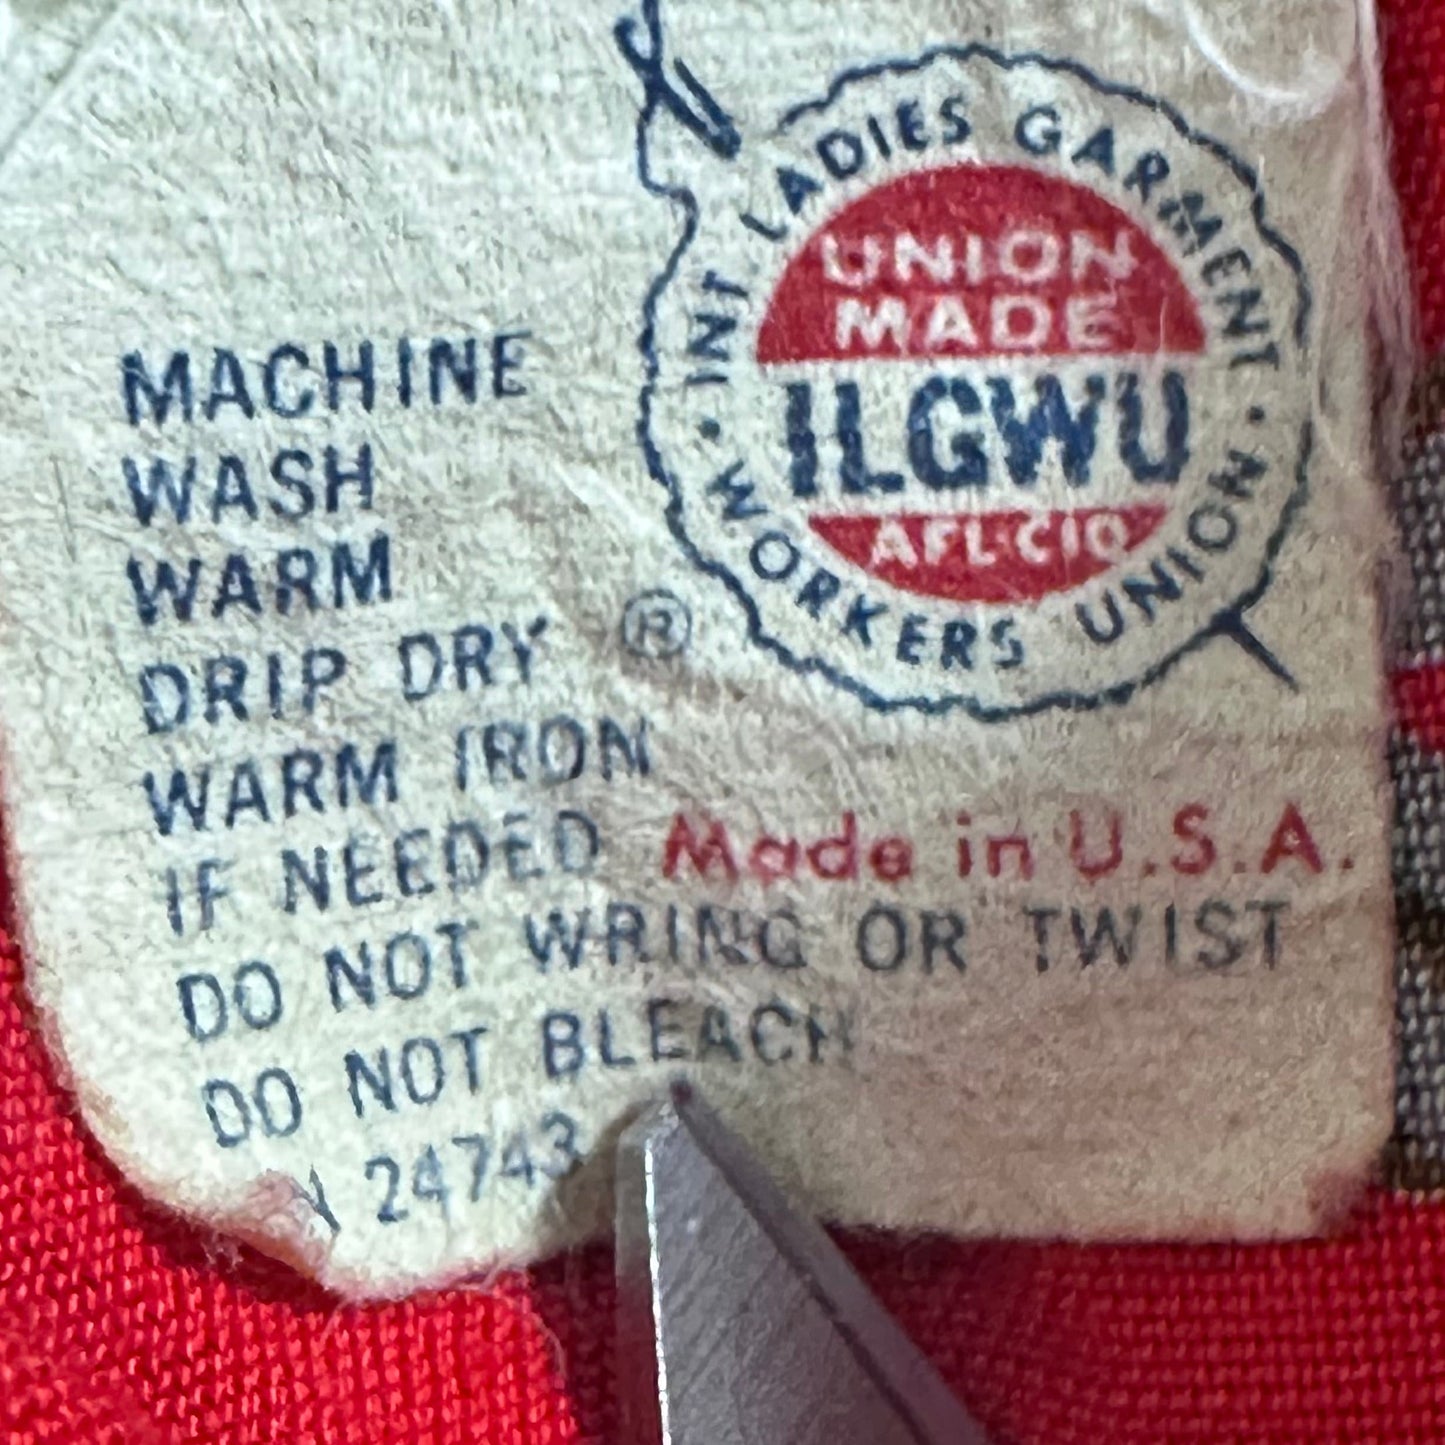 INT LADIES GARMENT
WORKERS UNION
UNION
MADE
ILGWU
AFL-CIO
®
MACHINE
WASH
WARM
DRIP DRY
WARM IRON
IF NEEDED
Made in U.S.A.
DO NOT WRING OR TWIST
DO NOT BLEACH
24743